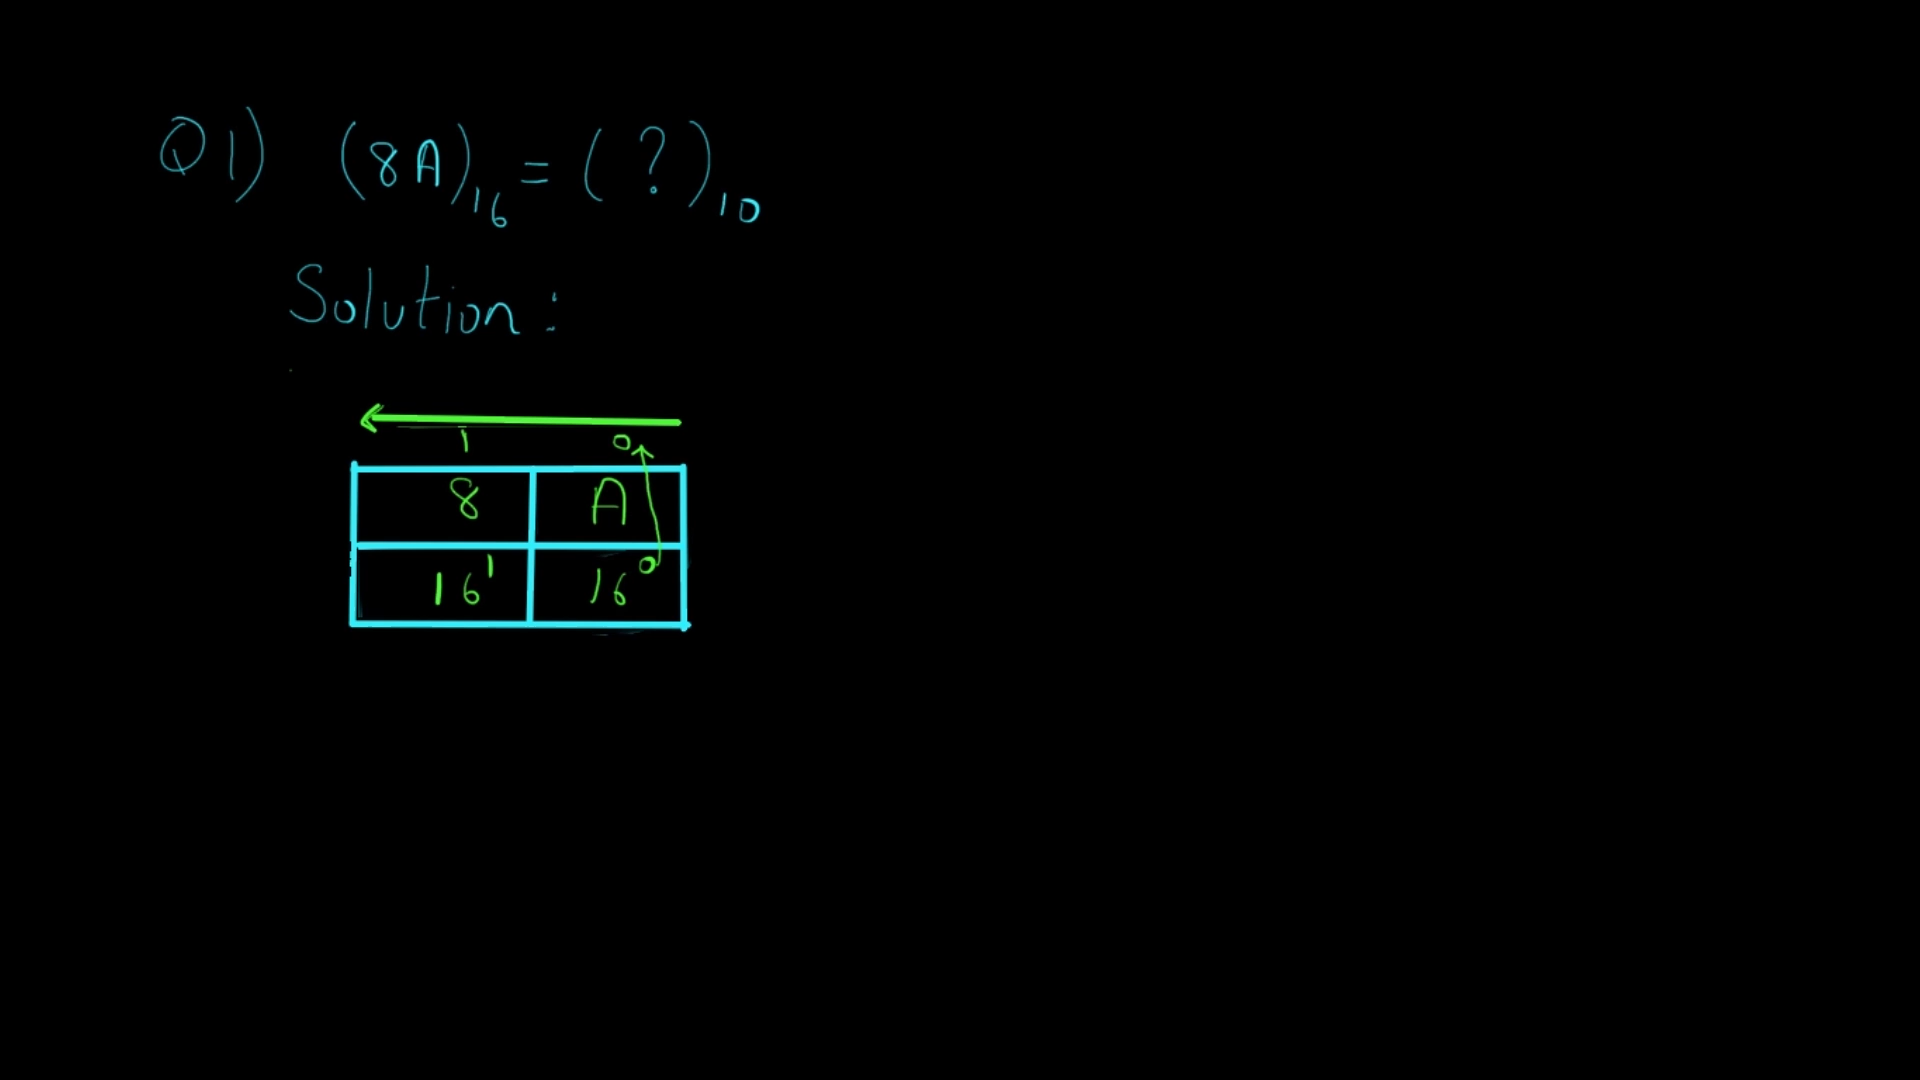 Q1) (8A)₁₆ = (?)₁₀
Solution:
1 0
8 A
16¹ 16⁰